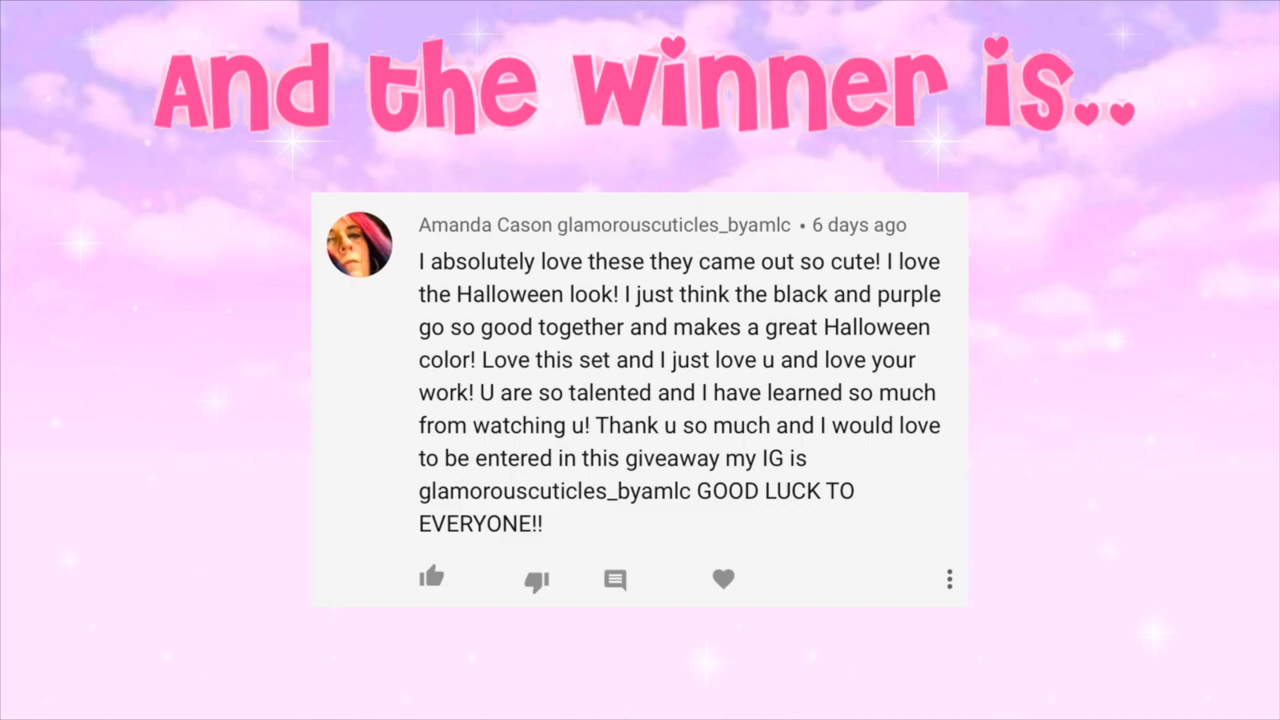 And the winner is..
Amanda Cason glamorouscuticles_byamlc • 6 days ago
I absolutely love these they came out so cute! I love
the Halloween look! I just think the black and purple
go so good together and makes a great Halloween
color! Love this set and I just love u and love your
work! U are so talented and I have learned so much
from watching u! Thank u so much and I would love
to be entered in this giveaway my IG is
glamorouscuticles_byamlc GOOD LUCK TO
EVERYONE!!